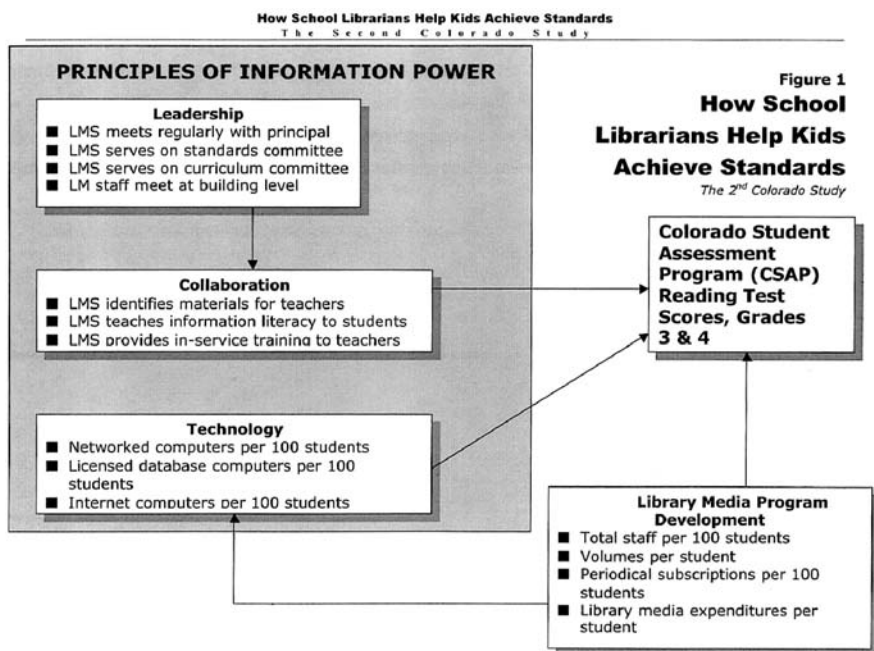 How School Librarians Help Kids Achieve Standards
The Second Colorado Study
PRINCIPLES OF INFORMATION POWER
Leadership
■ LMS meets regularly with principal
■ LMS serves on standards committee
■ LMS serves on curriculum committee
■ LM staff meet at building level
Collaboration
■ LMS identifies materials for teachers
■ LMS teaches information literacy to students
■ LMS provides in-service training to teachers
Technology
■ Networked computers per 100 students
■ Licensed database computers per 100
students
■ Internet computers per 100 students
Figure 1
How School
Librarians Help Kids
Achieve Standards
The 2nd Colorado Study
Colorado Student
Assessment
Program (CSAP)
Reading Test
Scores, Grades
3 & 4
Library Media Program
Development
■ Total staff per 100 students
■ Volumes per student
■ Periodical subscriptions per 100
students
■ Library media expenditures per
student